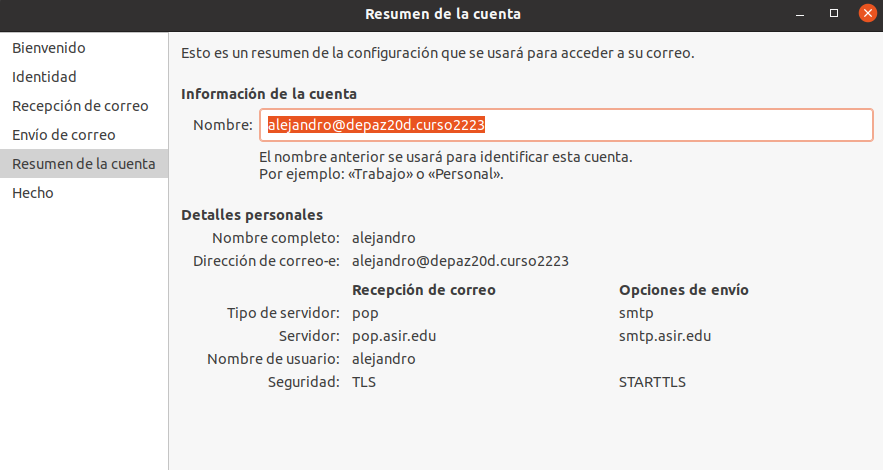 Resumen de la cuenta
Bienvenido
Identidad
Recepción de correo
Envío de correo
Resumen de la cuenta
Hecho
Esto es un resumen de la configuración que se usará para acceder a su correo.
Información de la cuenta
Nombre: alejandro@depaz20d.curso2223
El nombre anterior se usará para identificar esta cuenta.
Por ejemplo: «Trabajo» o «Personal».
Detalles personales
Nombre completo: alejandro
Dirección de correo-e: alejandro@depaz20d.curso2223
Recepción de correo Opciones de envío
Tipo de servidor: pop smtp
Servidor: pop.asir.edu smtp.asir.edu
Nombre de usuario: alejandro
Seguridad: TLS STARTTLS